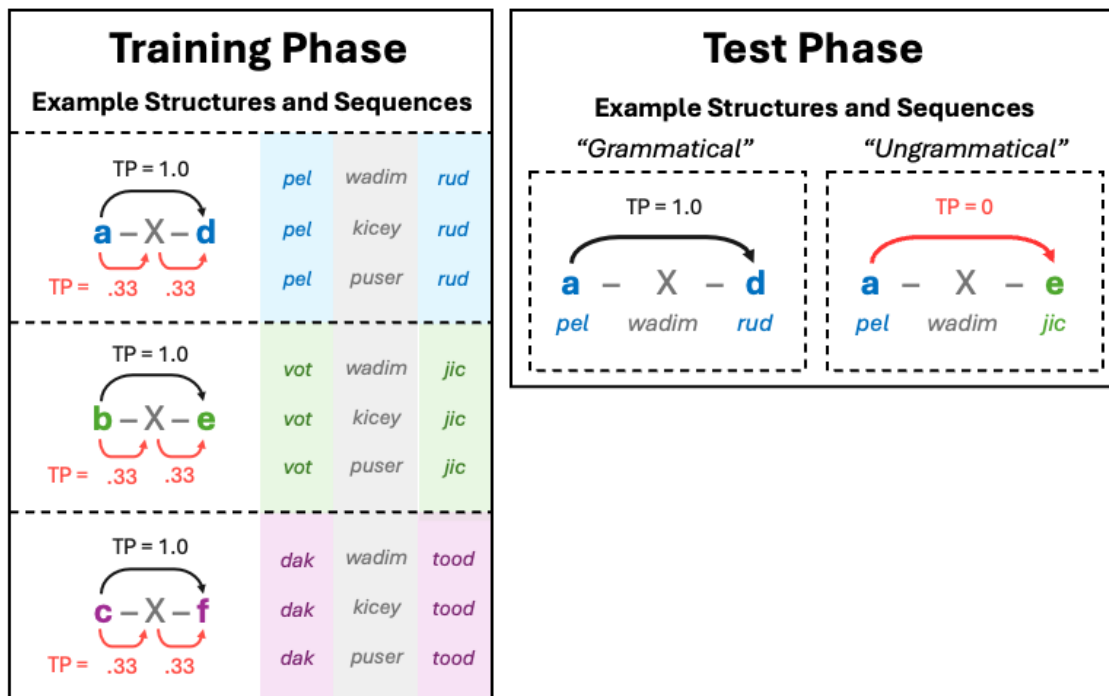 Training Phase
Example Structures and Sequences
TP = 1.0
a – X – d
TP = .33 .33
pel wadim rud
pel kicey rud
pel puser rud
TP = 1.0
b – X – e
TP = .33 .33
vot wadim jic
vot kicey jic
vot puser jic
TP = 1.0
c – X – f
TP = .33 .33
dak wadim tood
dak kicey tood
dak puser tood
Test Phase
Example Structures and Sequences
“Grammatical”
TP = 1.0
a – X – d
pel wadim rud
“Ungrammatical”
TP = 0
a – X – e
pel wadim jic